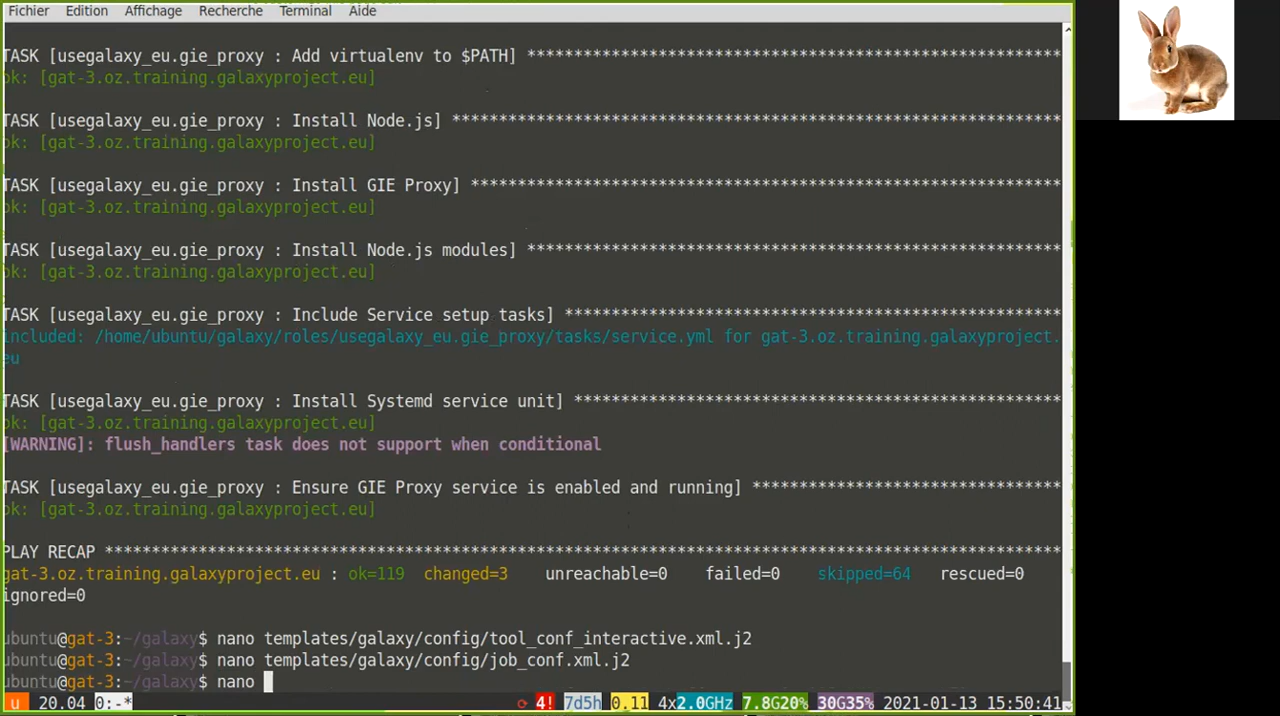 Fichier Edition Affichage Recherche Terminal Aide
TASK [usegalaxy_eu.gie_proxy : Add virtualenv to $PATH] *********************************************************
ok: [gat-3.oz.training.galaxyproject.eu]
TASK [usegalaxy_eu.gie_proxy : Install Node.js] *****************************************************************
ok: [gat-3.oz.training.galaxyproject.eu]
TASK [usegalaxy_eu.gie_proxy : Install GIE Proxy] ***************************************************************
ok: [gat-3.oz.training.galaxyproject.eu]
TASK [usegalaxy_eu.gie_proxy : Install Node.js modules] *********************************************************
ok: [gat-3.oz.training.galaxyproject.eu]
TASK [usegalaxy_eu.gie_proxy : Include Service setup tasks] *****************************************************
included: /home/ubuntu/galaxy/roles/usegalaxy_eu.gie_proxy/tasks/service.yml for gat-3.oz.training.galaxyproject.
eu
TASK [usegalaxy_eu.gie_proxy : Install Systemd service unit] ****************************************************
ok: [gat-3.oz.training.galaxyproject.eu]
[WARNING]: flush_handlers task does not support when conditional
TASK [usegalaxy_eu.gie_proxy : Ensure GIE Proxy service is enabled and running] *********************************
ok: [gat-3.oz.training.galaxyproject.eu]
PLAY RECAP ******************************************************************************************************
gat-3.oz.training.galaxyproject.eu : ok=119 changed=3 unreachable=0 failed=0 skipped=64 rescued=0
ignored=0
ubuntu@gat-3:~/galaxy$ nano templates/galaxy/config/tool_conf_interactive.xml.j2
ubuntu@gat-3:~/galaxy$ nano templates/galaxy/config/job_conf.xml.j2
ubuntu@gat-3:~/galaxy$ nano
u 20.04 0:-* 4! 7d5h 0.11 4x2.0GHz 7.8G20% 30G35% 2021-01-13 15:50:41